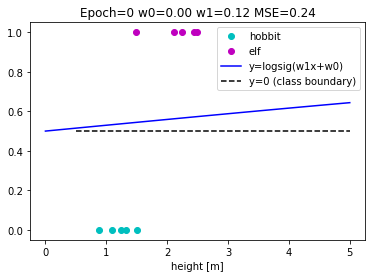 Epoch=0 w0=0.00 w1=0.12 MSE=0.24
1.0
0.8
0.6
0.4
0.2
0.0
hobbit
elf
y=logsig(w1x+w0)
y=0 (class boundary)
0
1
2
3
4
5
height [m]